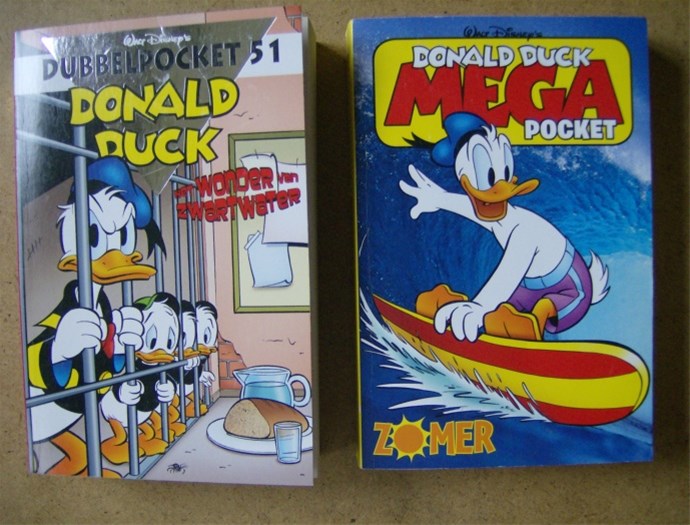 Walt Disney's
DUBBELPOCKET 51
DONALD
DUCK
Het WONDER van
ZWARTWATER
Walt Disney's
DONALD DUCK
MEGA
POCKET
ZOMER